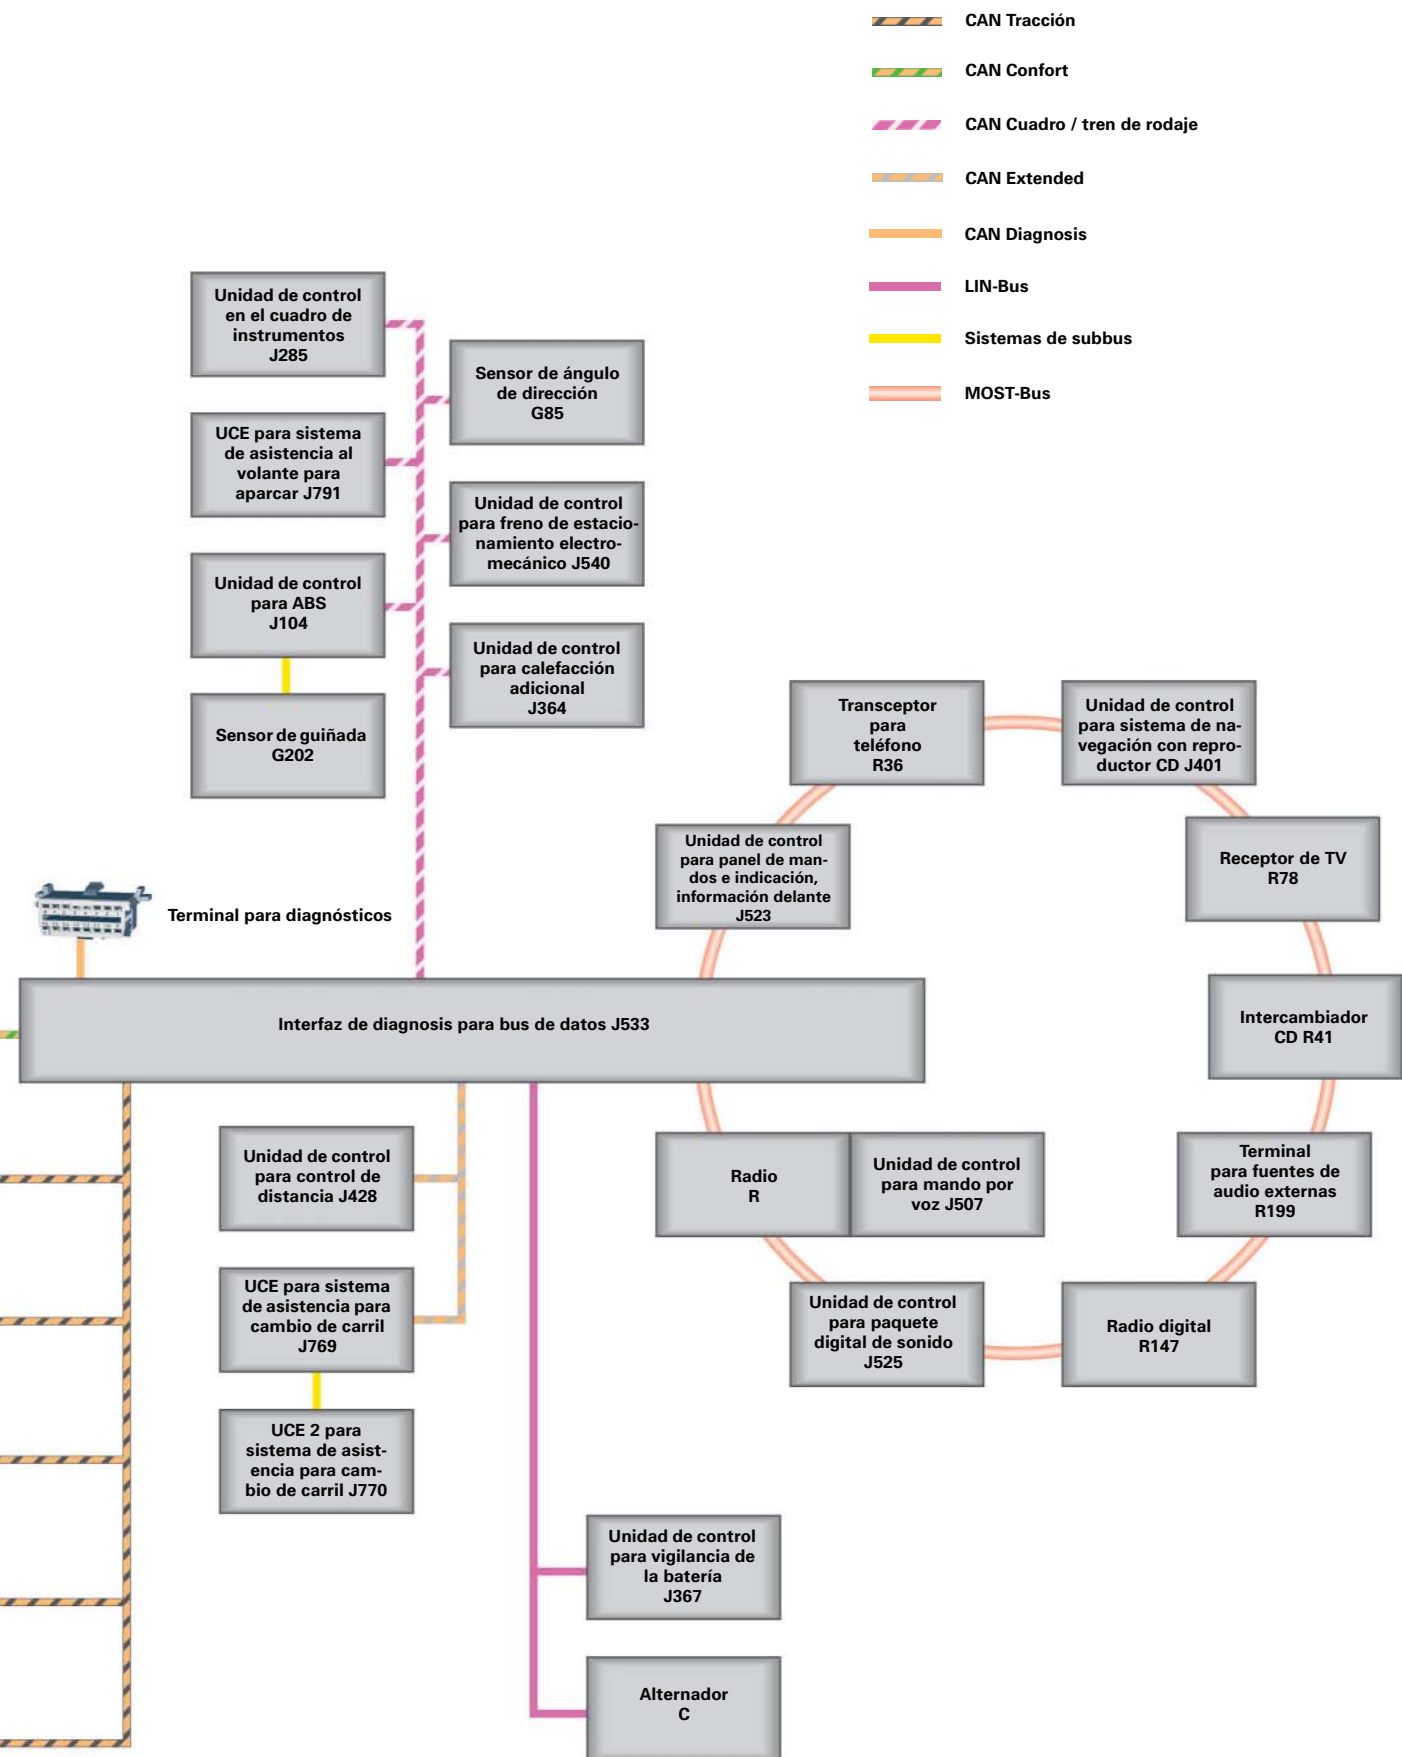 CAN Tracción
CAN Confort
CAN Cuadro / tren de rodaje
CAN Extended
CAN Diagnosis
LIN-Bus
Sistemas de subbus
MOST-Bus
Unidad de control
en el cuadro de
instrumentos
J285
Sensor de ángulo
de dirección
G85
UCE para sistema
de asistencia al
volante para
aparcar J791
Unidad de control
para freno de estacio-
namiento electro-
mecánico J540
Unidad de control
para ABS
J104
Unidad de control
para calefacción
adicional
J364
Sensor de guiñada
G202
Transceptor
para
teléfono
R36
Unidad de control
para sistema de na-
vegación con repro-
ductor CD J401
Unidad de control
para panel de man-
dos e indicación,
información delante
J523
Receptor de TV
R78
Terminal para diagnósticos
Interfaz de diagnosis para bus de datos J533
Intercambiador
CD R41
Unidad de control
para control de
distancia J428
Radio
R
Unidad de control
para mando por
voz J507
Terminal
para fuentes de
audio externas
R199
UCE para sistema
de asistencia para
cambio de carril
J769
Unidad de control
para paquete
digital de sonido
J525
Radio digital
R147
UCE 2 para
sistema de asist-
encia para cam-
bio de carril J770
Unidad de control
para vigilancia de
la batería
J367
Alternador
C